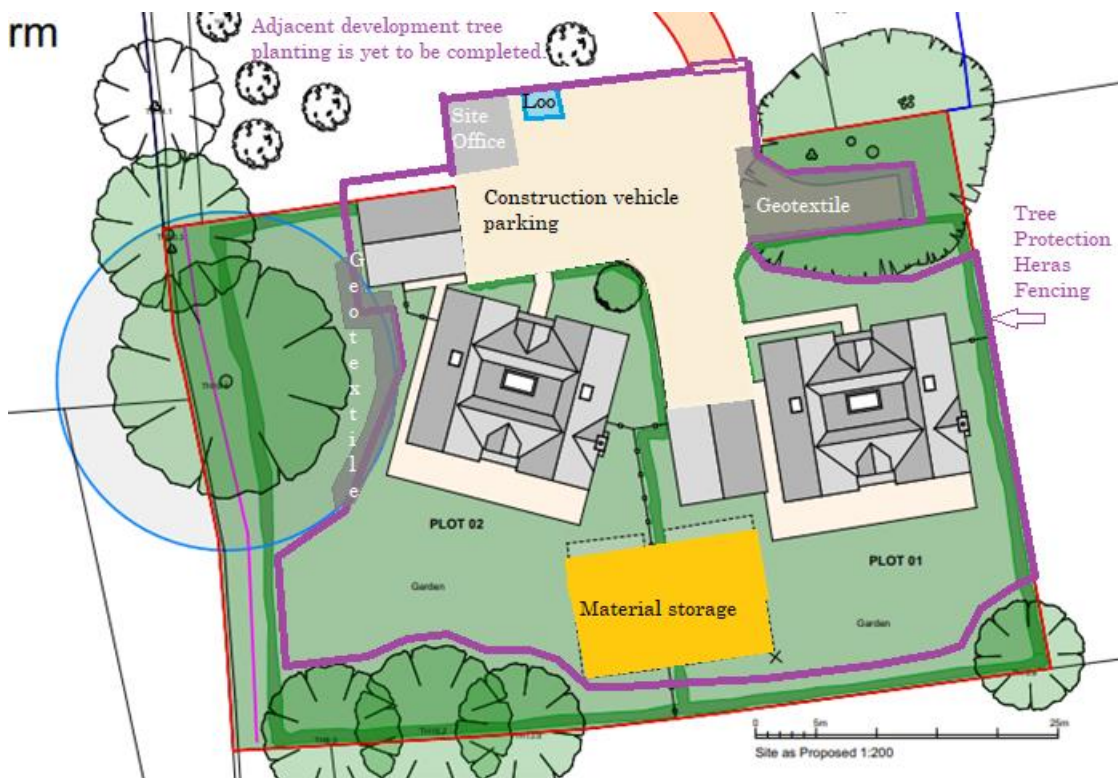 rm
Adjacent development tree
planting is yet to be completed.
Loo
Site
Office
Construction vehicle
parking
Geotextile
Tree
Protection
Heras
Fencing
Geotextile
PLOT 02
PLOT 01
Garden
Material storage
Garden
0 5m 25m
Site as Proposed 1:200